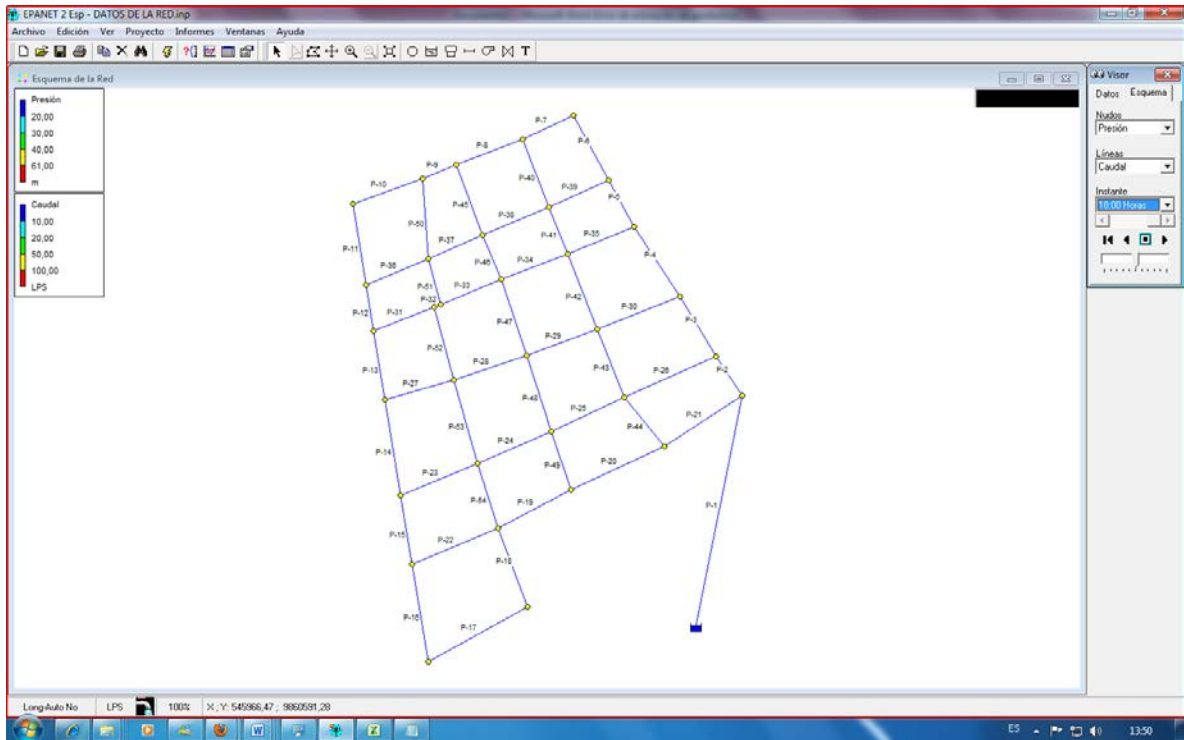 EPANET 2 Esp - DATOS DE LA RED.inp
Archivo Edición Ver Proyecto Informes Ventanas Ayuda
T
Esquema de la Red
Presión
20,00
30,00
40,00
61,00
m
Caudal
10,00
20,00
50,00
100,00
LPS
Visor
Datos Esquema
Nudos
Presión
Líneas
Caudal
Instante
18:00 Horas
P-7
P-8
P-6
P-9
P-10
P-40
P-39
P-45
P-5
P-50
P-38
P-11
P-37
P-41
P-35
P-4
P-36
P-46
P-34
P-51
P-33
P-32
P-42
P-30
P-12
P-31
P-3
P-47
P-29
P-52
P-28
P-13
P-43
P-2
P-27
P-26
P-48
P-25
P-21
P-53
P-44
P-24
P-14
P-20
P-23
P-49
P-54
P-19
P-1
P-15
P-22
P-18
P-16
P-17
Long-Auto No LPS 100% X ; Y: 545966,47 ; 9860591,28
W
X
ES 13:50